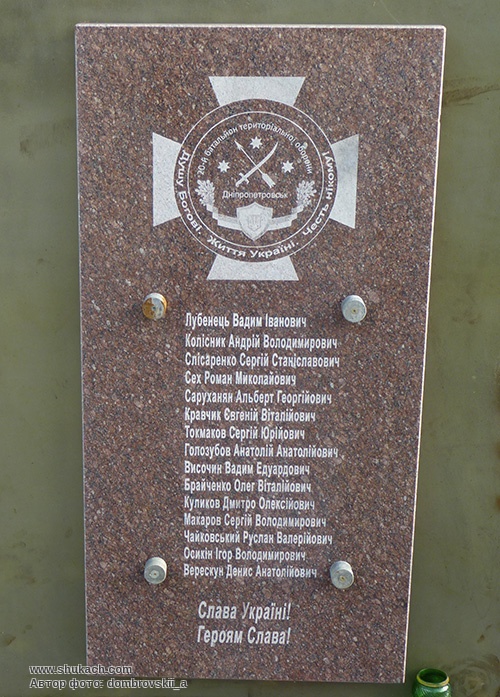 20-й батальйон територіальної оборони
Дніпропетровськ
Душу Богові. Життя Україні. Честь нікому!
Лубенець Вадим Іванович
Колісник Андрій Володимирович
Слісаренко Сергій Станіславович
Сех Роман Миколайович
Саруханян Альберт Георгійович
Кравчик Євгеній Віталійович
Токмаков Сергій Юрійович
Голозубов Анатолій Анатолійович
Височин Вадим Едуардович
Брайченко Олег Віталійович
Куликов Дмитро Олексійович
Макаров Сергій Володимирович
Чайковський Руслан Валерійович
Осикін Ігор Володимирович
Верескун Денис Анатолійович
Слава Україні!
Героям Слава!
www.shukach.com
Автор фото: dombrovskii_a